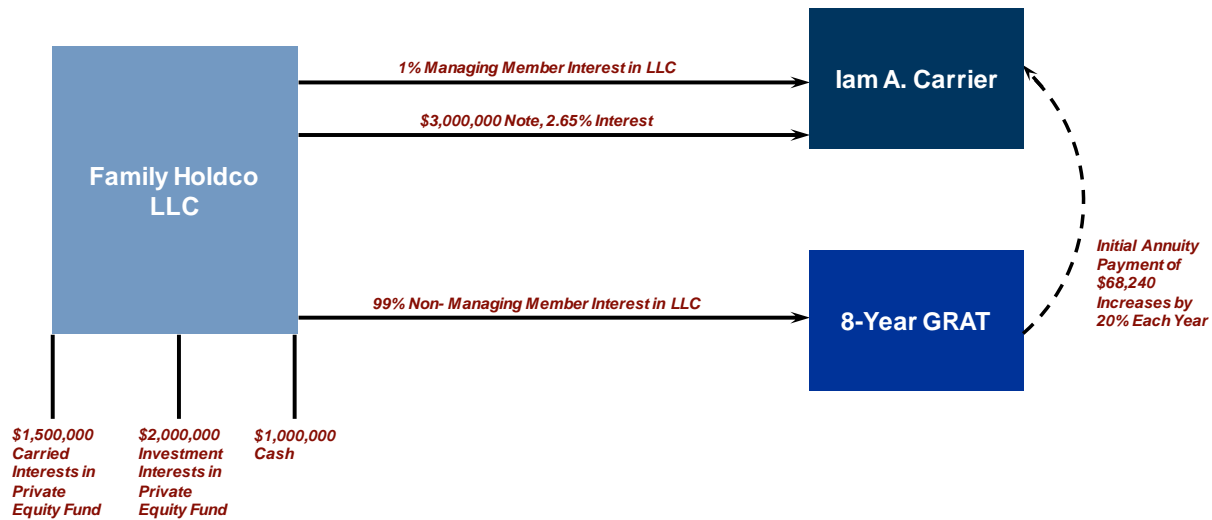 1% Managing Member Interest in LLC
Iam A. Carrier
$3,000,000 Note, 2.65% Interest
Family Holdco
LLC
Initial Annuity
Payment of
$68,240
Increases by
20% Each Year
99% Non- Managing Member Interest in LLC
8-Year GRAT
$1,500,000
Carried
Interests in
Private
Equity Fund
$2,000,000
Investment
Interests in
Private
Equity Fund
$1,000,000
Cash